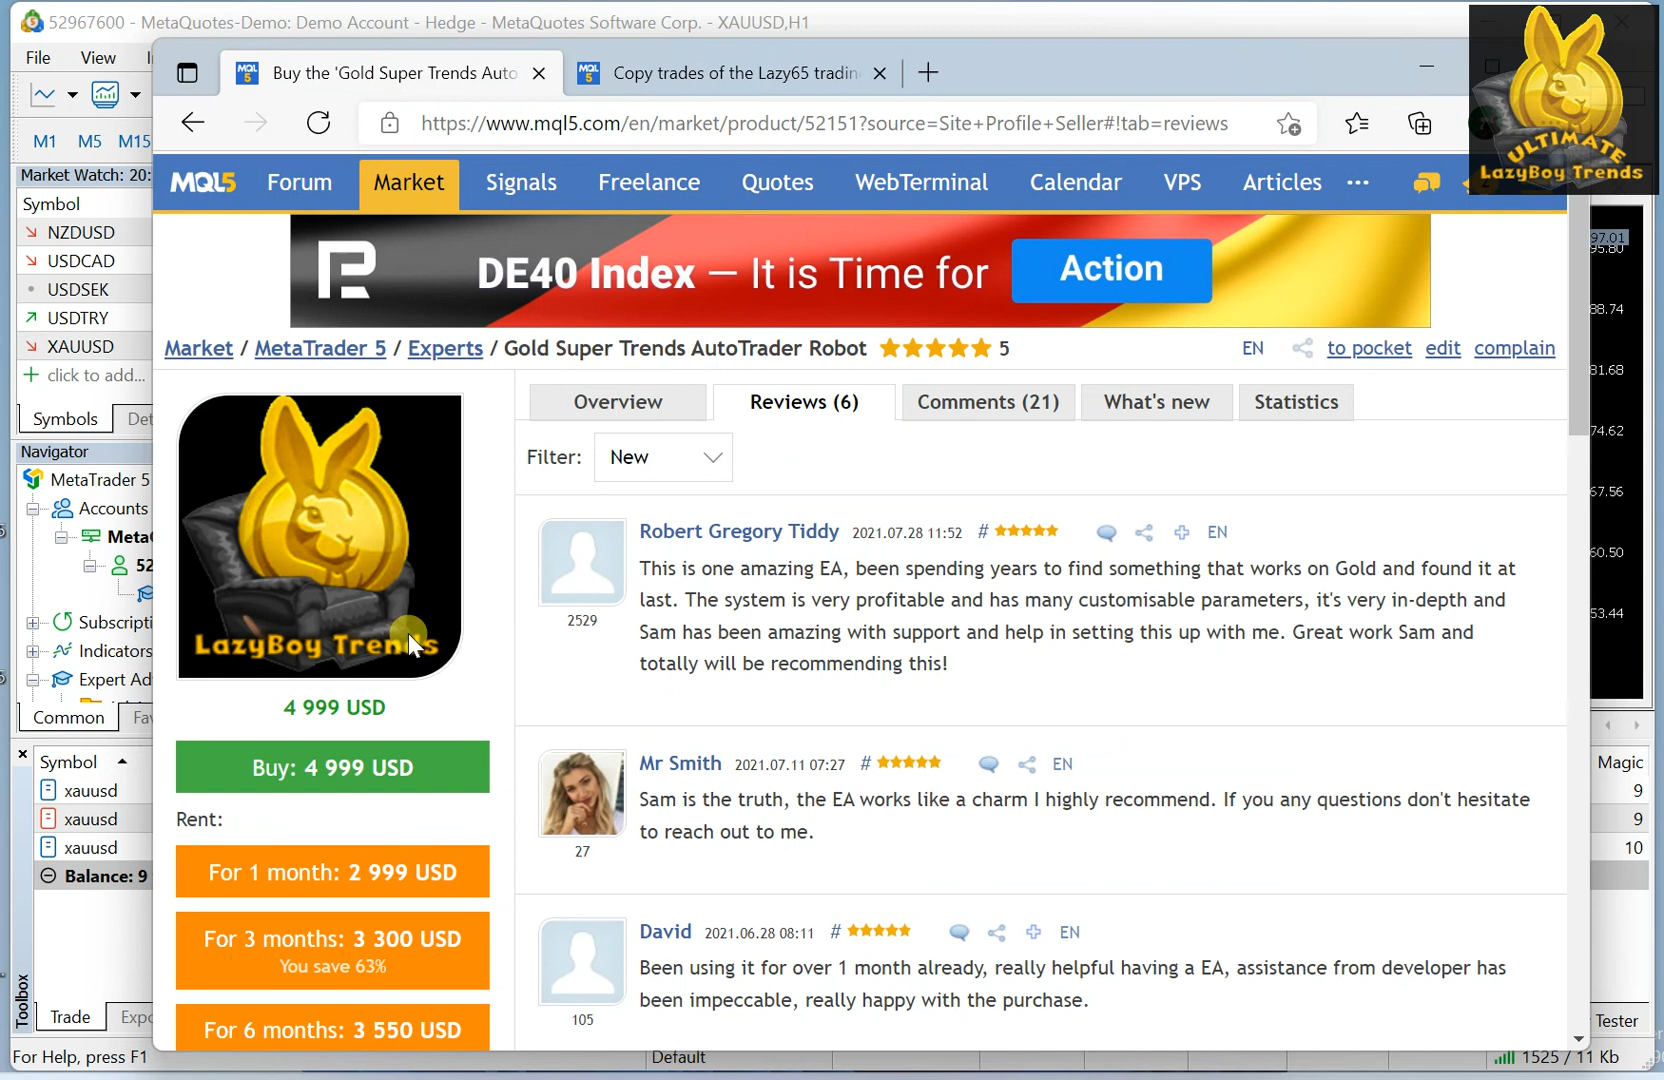 52967600 - MetaQuotes-Demo: Demo Account - Hedge - MetaQuotes Software Corp. - XAUUSD,H1
File View
Buy the 'Gold Super Trends Auto
Copy trades of the Lazy65 tradin
https://www.mql5.com/en/market/product/52151?source=Site+Profile+Seller#!tab=reviews
ULTIMATE
LazyBoy Trends
M1 M5 M15
Market Watch: 20:
Symbol
NZDUSD
USDCAD
USDSEK
USDTRY
XAUUSD
click to add...
Symbols
Navigator
MetaTrader 5
Accounts
52
Indicators
Common
MQL5 Forum Market Signals Freelance Quotes WebTerminal Calendar VPS Articles
DE40 Index — It is Time for Action
Market / MetaTrader 5 / Experts / Gold Super Trends AutoTrader Robot 5
EN to pocket edit complain
LazyBoy Trends
4 999 USD
Buy: 4 999 USD
Rent:
For 1 month: 2 999 USD
For 3 months: 3 300 USD
You save 63%
For 6 months: 3 550 USD
Overview Reviews (6) Comments (21) What's new Statistics
Filter: New
Robert Gregory Tiddy 2021.07.28 11:52 # EN
2529
This is one amazing EA, been spending years to find something that works on Gold and found it at
last. The system is very profitable and has many customisable parameters, it's very in-depth and
Sam has been amazing with support and help in setting this up with me. Great work Sam and
totally will be recommending this!
Mr Smith 2021.07.11 07:27 # EN
27
Sam is the truth, the EA works like a charm I highly recommend. If you any questions don't hesitate
to reach out to me.
David 2021.06.28 08:11 # EN
105
Been using it for over 1 month already, really helpful having a EA, assistance from developer has
been impeccable, really happy with the purchase.
97.01
88.74
81.68
74.62
67.56
60.50
53.44
Symbol
xauusd
xauusd
xauusd
Balance: 9
Magic
9
9
10
Toolbox
Trade
Tester
For Help, press F1
Default
1525 / 11 Kb